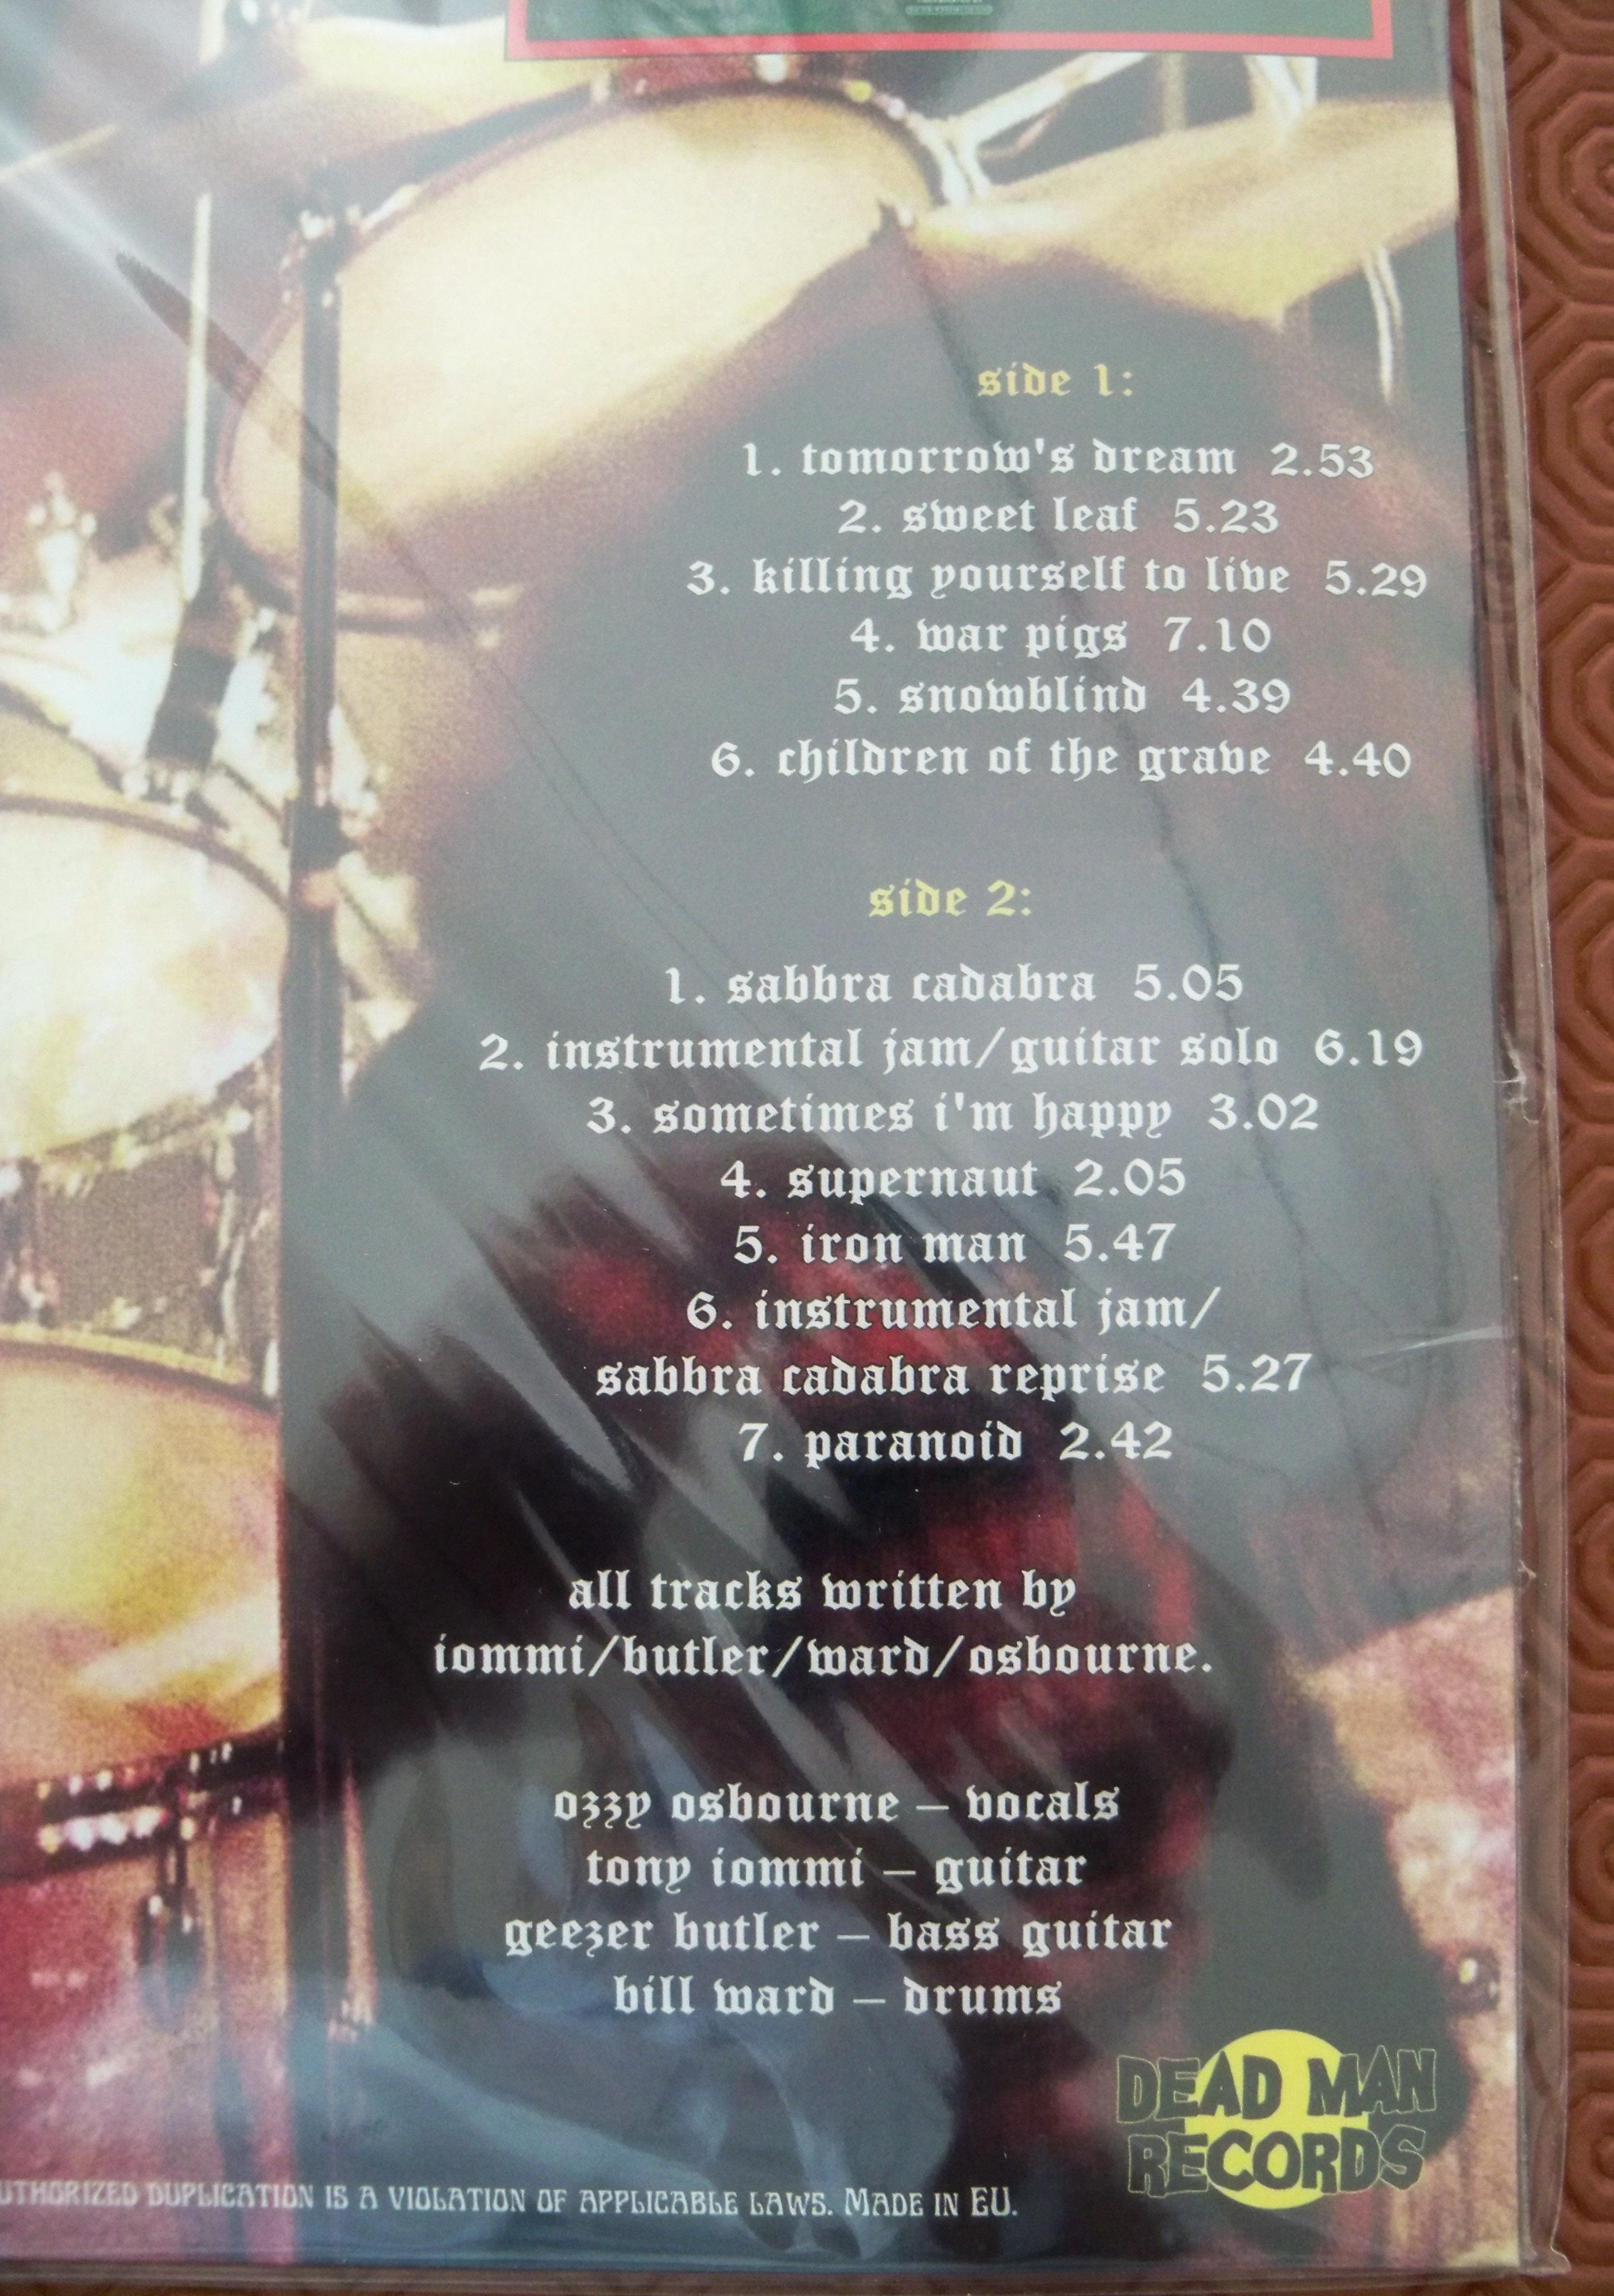 side 1:
1. tomorrow's dream 2.53
2. sweet leaf 5.23
3. killing yourself to live 5.29
4. war pigs 7.10
5. snowblind 4.39
6. children of the grave 4.40
side 2:
1. sabbra cadabra 5.05
2. instrumental jam/guitar solo 6.19
3. sometimes i'm happy 3.02
4. supernaut 2.05
5. iron man 5.47
6. instrumental jam/
sabbra cadabra reprise 5.27
7. paranoid 2.42
all tracks written by
iommi/butler/ward/osbourne.
ozzy osbourne – vocals
tony iommi – guitar
geezer butler – bass guitar
bill ward – drums
DEAD MAN
RECORDS
UTHORIZED DUPLICATION IS A VIOLATION OF APPLICABLE LAWS. MADE IN EU.